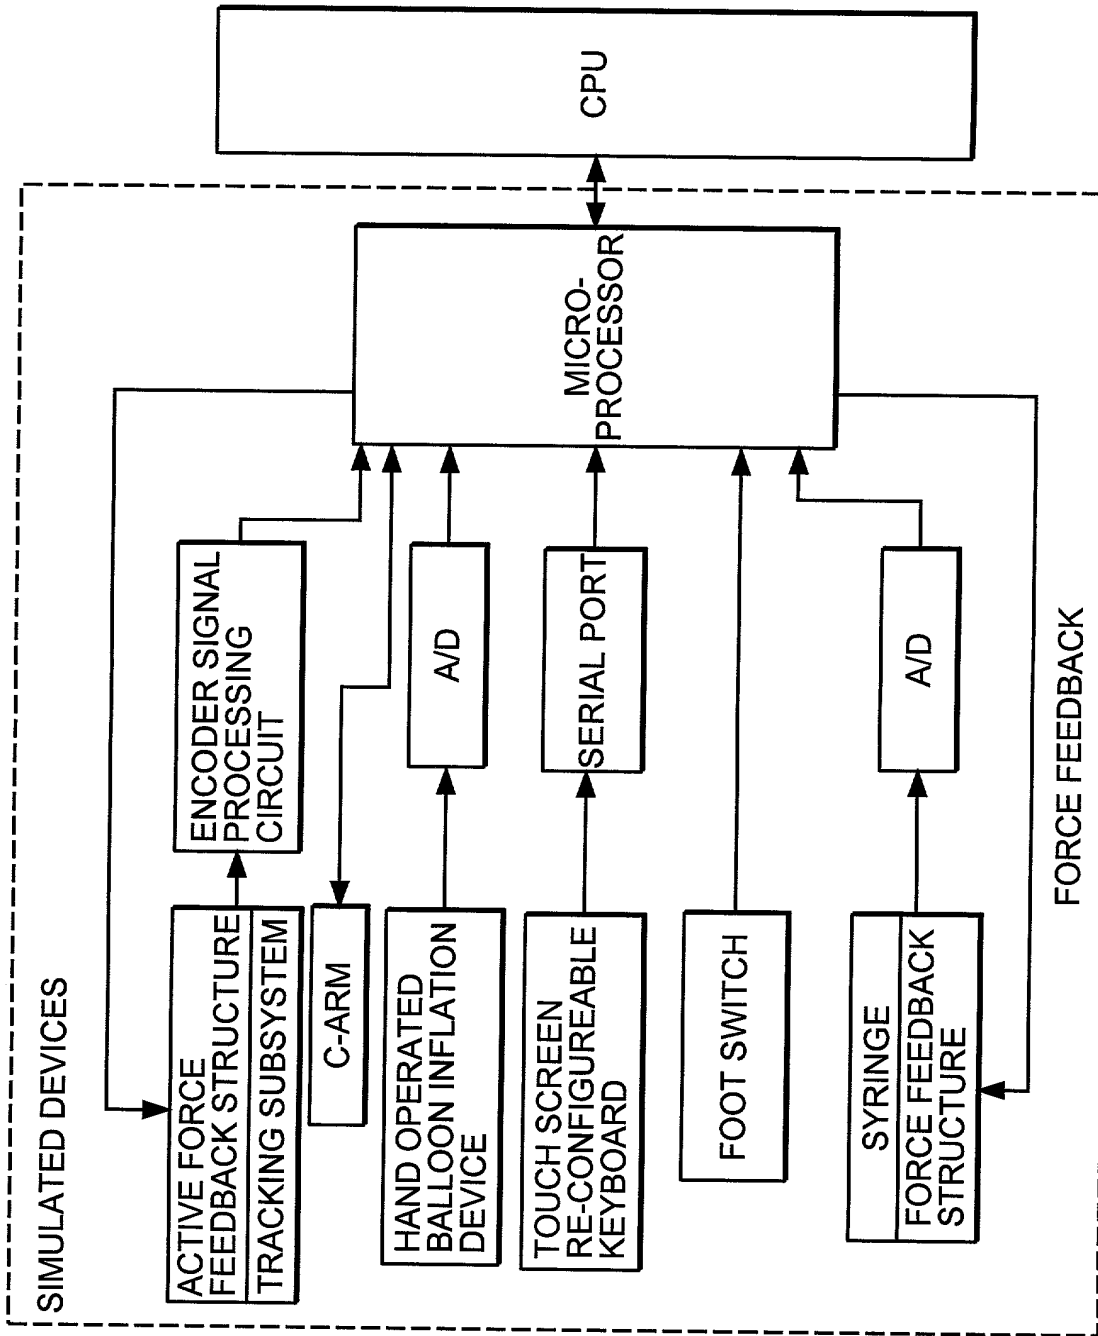 SIMULATED DEVICES
ACTIVE FORCE
FEEDBACK STRUCTURE
TRACKING SUBSYSTEM
ENCODER SIGNAL
PROCESSING
CIRCUIT
C-ARM
HAND OPERATED
BALLOON INFLATION
DEVICE
A/D
TOUCH SCREEN
RE-CONFIGUREABLE
KEYBOARD
SERIAL PORT
FOOT SWITCH
SYRINGE
FORCE FEEDBACK
STRUCTURE
A/D
FORCE FEEDBACK
MICRO-
PROCESSOR
CPU